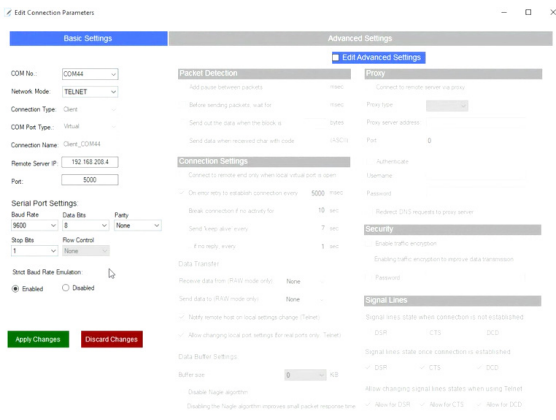 Edit Connection Parameters
Basic Settings
Advanced Settings
Edit Advanced Settings
COM No.:
COM44
Network Mode:
TELNET
Connection Type:
Client
COM Port Type:
Virtual
Connection Name:
Client_COM44
Remote Server IP:
192.168.208.4
Port:
5000
Serial Port Settings:
Baud Rate
Data Bits
Parity
9600
8
None
Stop Bits
Flow Control
1
None
Strict Baud Rate Emulation:
Enabled
Disabled
Apply Changes
Discard Changes
Packet Detection
Add pause between packets
msec
Before sending packets, wait for
msec
Send out the data when the block is
bytes
Send data when received char with code
(ASCII)
Connection Settings
Connect to remote end only when local virtual port is open
On error retry to establish connection every
5000 msec
Break connection if no activity for
10 sec
Send 'keep alive' every
7 sec
if no reply, every
1 sec
Data Transfer
Receive data from (RAW mode only)
None
Send data to (RAW mode only)
None
Notify remote host on local settings change (Telnet)
Allow changing local port settings (for real ports only, Telnet)
Data Buffer Settings
Buffer size
0
KB
Disable Nagle algorithm
Disabling the Nagle algorithm improves small packet response time
Proxy
Connect to remote server via proxy
Proxy type
Proxy server address
Port
0
Authenticate
Username
Password
Redirect DNS requests to proxy server
Security
Enable traffic encryption
Enabling traffic encryption to improve data transmission
Password
Signal Lines
Signal lines state when connection is not established
DSR
CTS
DCD
Signal lines state once connection is established
DSR
CTS
DCD
Allow changing signal lines states when using Telnet
Allow for DSR
Allow for CTS
Allow for DCD